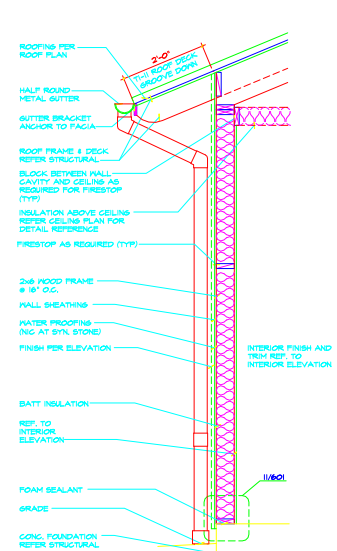 ROOFING PER
ROOF PLAN
2'-0"
T1-11 ROOF DECK
GROOVE DOWN
HALF ROUND
METAL GUTTER
GUTTER BRACKET
ANCHOR TO FACIA
ROOF FRAME & DECK
REFER STRUCTURAL
BLOCK BETWEEN WALL
CAVITY AND CEILING AS
REQUIRED FOR FIRESTOP
(TYP)
INSULATION ABOVE CEILING
REFER CEILING PLAN FOR
DETAIL REFERENCE
FIRESTOP AS REQUIRED (TYP)
2x6 WOOD FRAME
@ 16" O.C.
WALL SHEATHING
WATER PROOFING
(NIC AT SYN, STONE)
FINISH PER ELEVATION
INTERIOR FINISH AND
TRIM REF. TO
INTERIOR ELEVATION
BATT INSULATION
REF. TO
INTERIOR
ELEVATION
11/601
FOAM SEALANT
GRADE
CONC. FOUNDATION
REFER STRUCTURAL